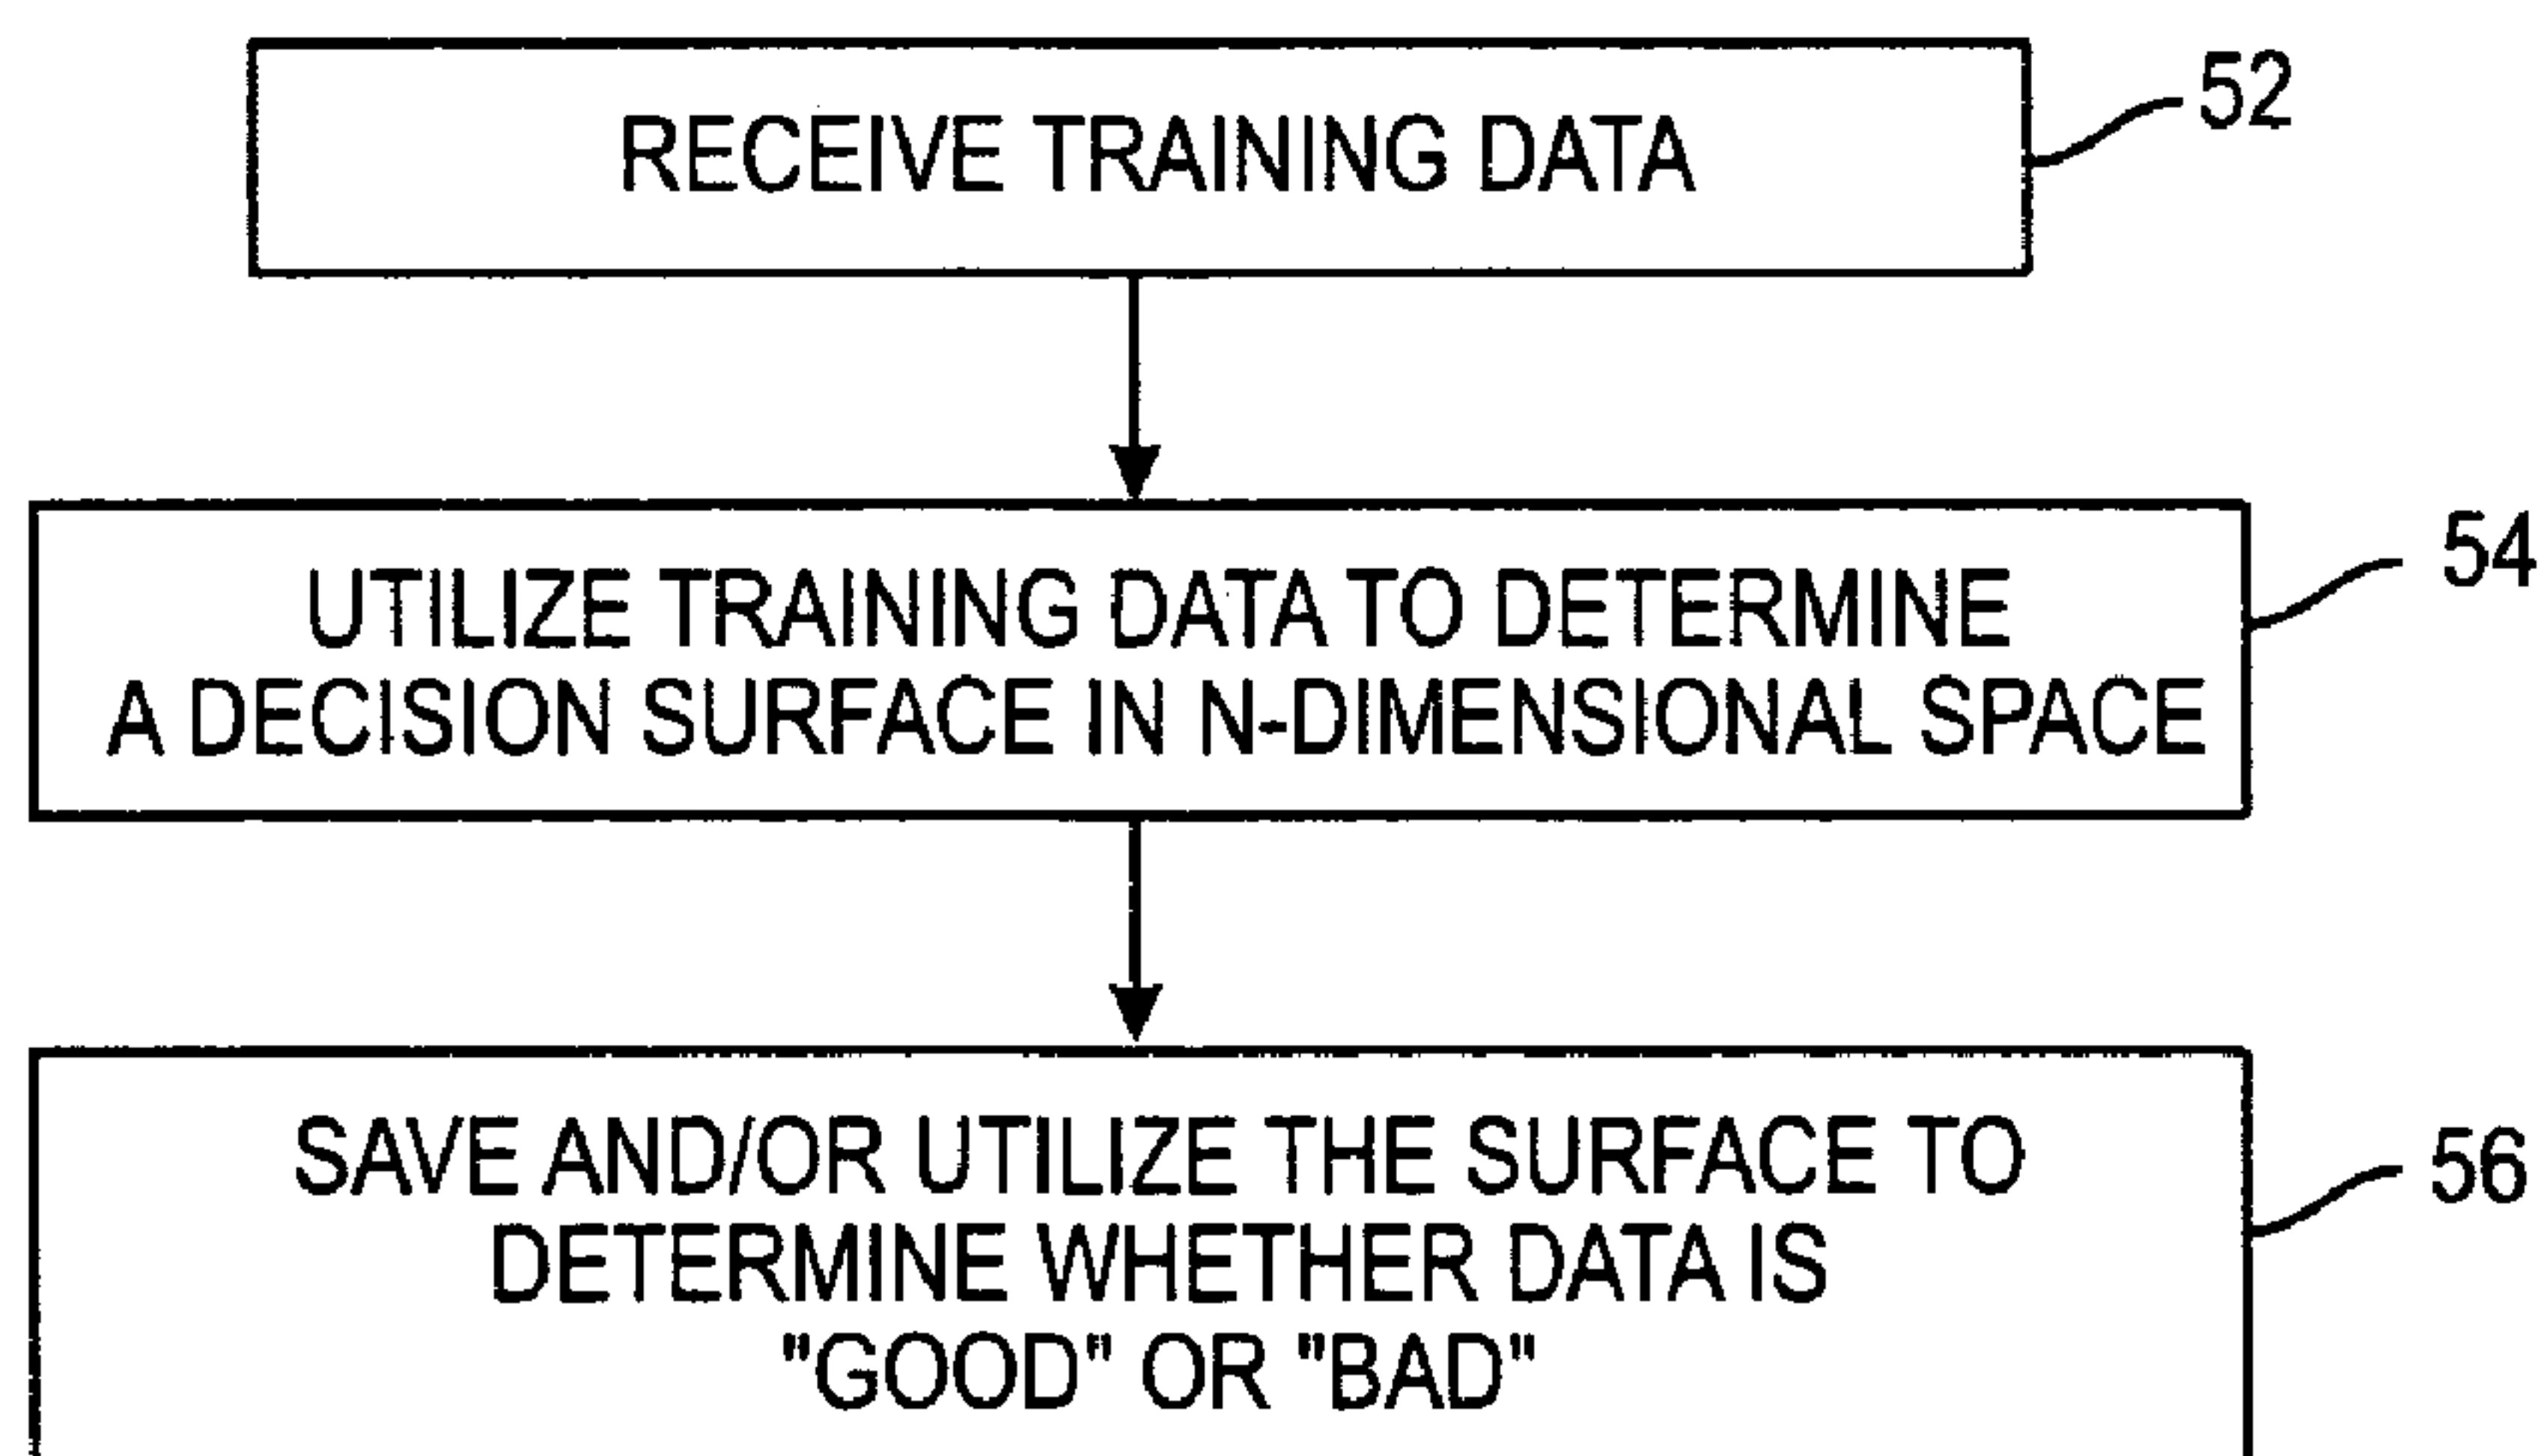 RECEIVE TRAINING DATA
52
UTILIZE TRAINING DATA TO DETERMINE
A DECISION SURFACE IN N-DIMENSIONAL SPACE
54
SAVE AND/OR UTILIZE THE SURFACE TO
DETERMINE WHETHER DATA IS
"GOOD" OR "BAD"
56